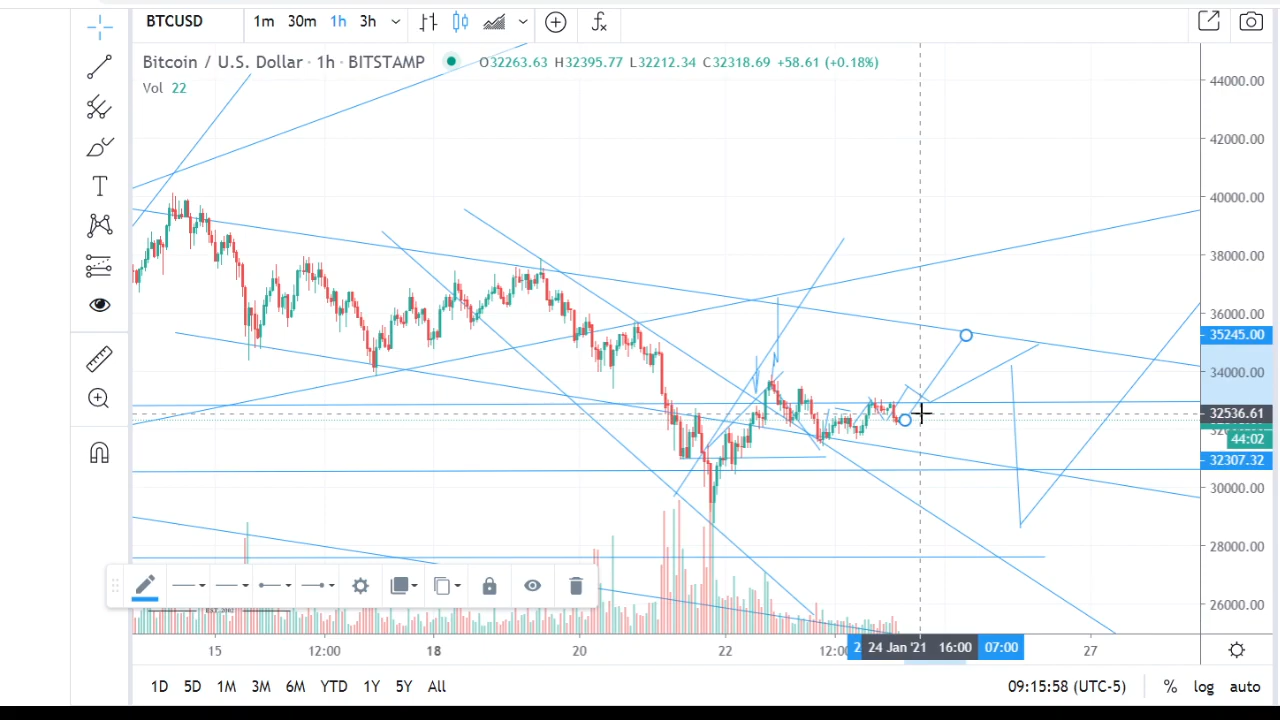 BTCUSD 1m 30m 1h 3h
Bitcoin / U.S. Dollar · 1h · BITSTAMP O32263.63 H32395.77 L32212.34 C32318.69 +58.61 (+0.18%)
Vol 22
44000.00
42000.00
40000.00
38000.00
36000.00
35245.00
34000.00
32536.61
44:02
32307.32
30000.00
28000.00
26000.00
15 12:00 18 20 22 12:0 24 Jan '21 16:00 07:00 27
1D 5D 1M 3M 6M YTD 1Y 5Y All 09:15:58 (UTC-5) % log auto